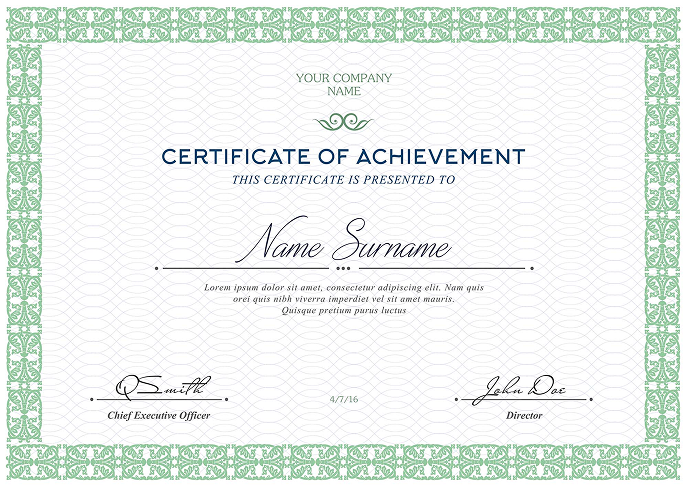 YOUR COMPANY
NAME
CERTIFICATE OF ACHIEVEMENT
THIS CERTIFICATE IS PRESENTED TO
Name Surname
Lorem ipsum dolor sit amet, consectetur adipiscing elit. Nam quis
orei quis nibh viverra imperdiet vel sit amet mauris.
Quisque pretium purus luctus
QSmith
4/7/16
John Doe
Chief Executive Officer
Director